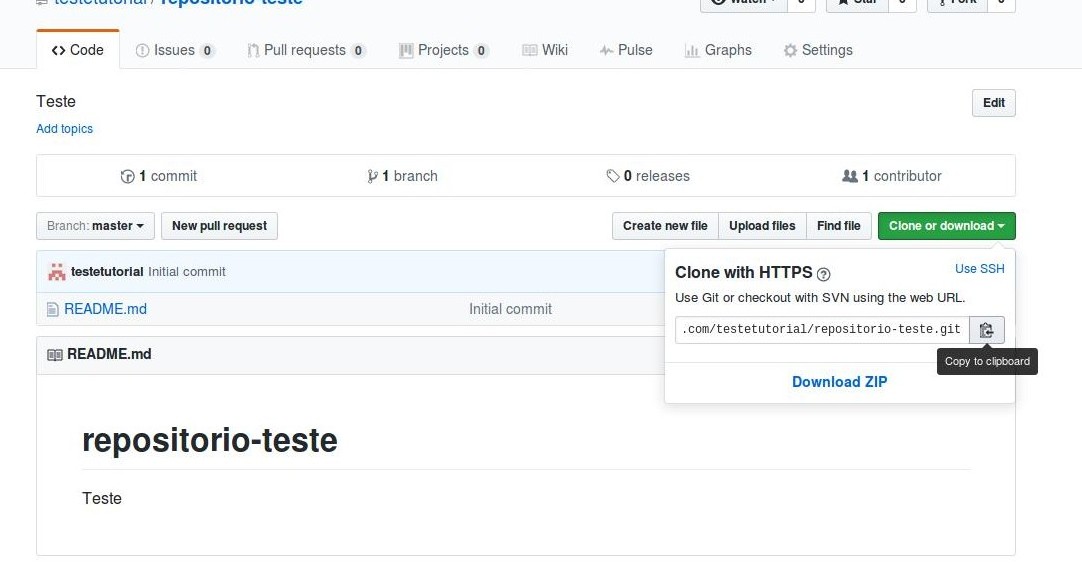 testetutorial / repositorio-teste Watch Star Fork
Code Issues 0 Pull requests 0 Projects 0 Wiki Pulse Graphs Settings
Teste Edit
Add topics
1 commit 1 branch 0 releases 1 contributor
Branch: master New pull request Create new file Upload files Find file Clone or download
testetutorial Initial commit
README.md Initial commit
Clone with HTTPS ? Use SSH
Use Git or checkout with SVN using the web URL.
.com/testetutorial/repositorio-teste.git
Copy to clipboard
Download ZIP
README.md
repositorio-teste
Teste